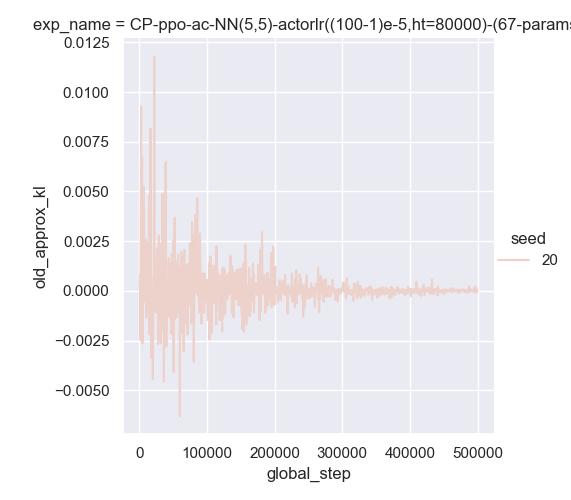 exp_name = CP-ppo-ac-NN(5,5)-actorlr((100-1)e-5,ht=80000)-(67-params
0.0125
0.0100
0.0075
0.0050
0.0025
0.0000
−0.0025
−0.0050
old_approx_kl
0 100000 200000 300000 400000 500000
global_step
seed
20